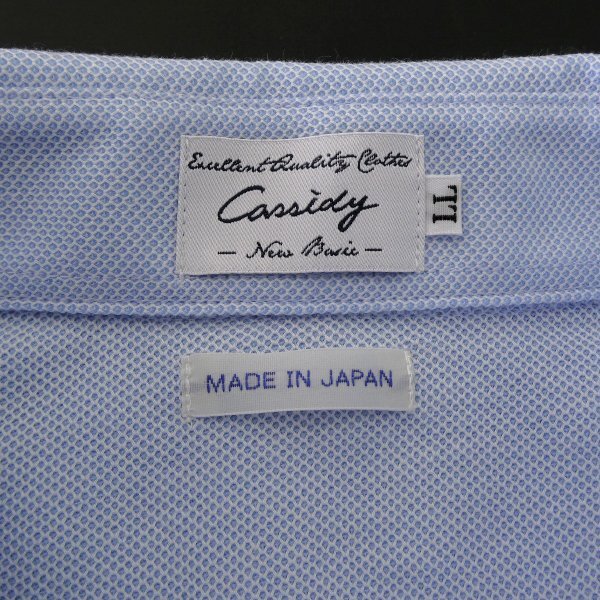 Excellent Quality Clothes
Cassidy
— New Basic —
LL
MADE IN JAPAN